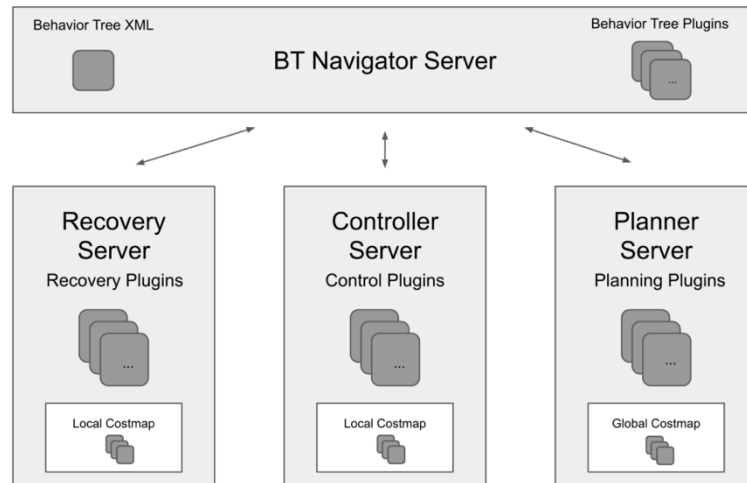 Behavior Tree XML
BT Navigator Server
Behavior Tree Plugins
...
Recovery
Server
Recovery Plugins
...
Local Costmap
Controller
Server
Control Plugins
...
Local Costmap
Planner
Server
Planning Plugins
...
Global Costmap